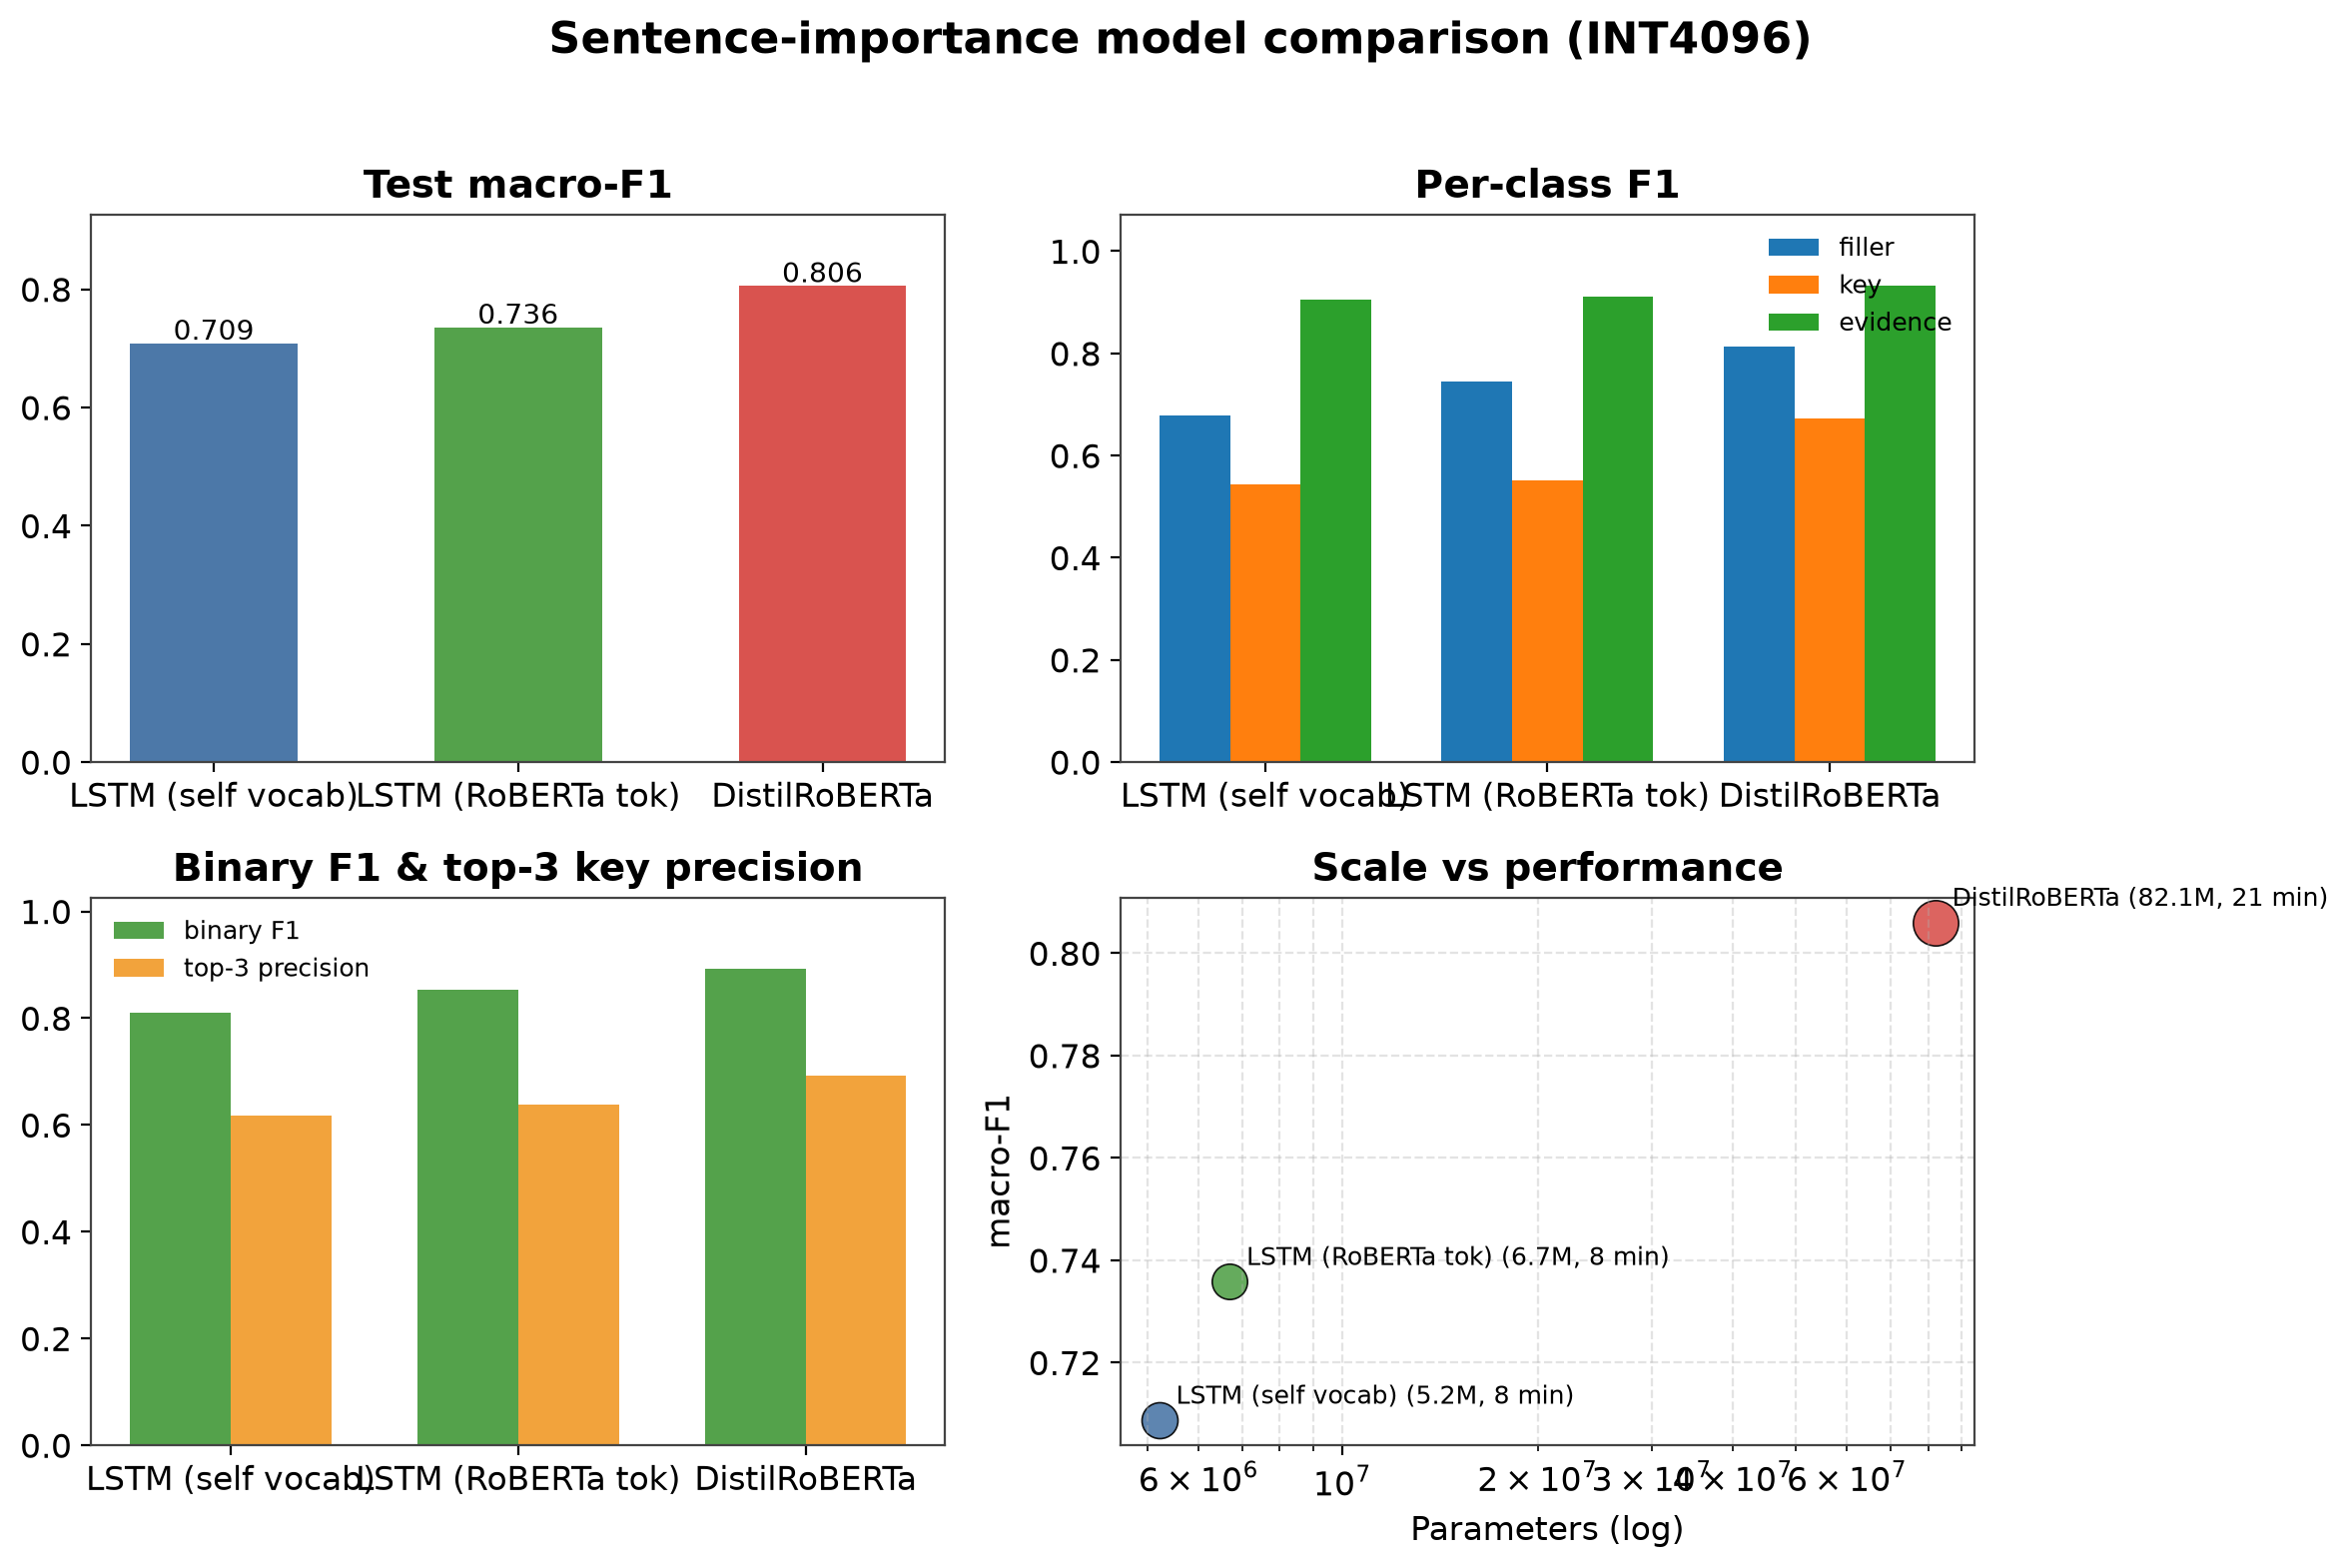 Sentence-importance model comparison (INT4096)
Test macro-F1
0.8
0.6
0.4
0.2
0.0
0.709
0.736
0.806
LSTM (self vocab)
LSTM (RoBERTa tok)
DistilRoBERTa
Per-class F1
1.0
0.8
0.6
0.4
0.2
0.0
filler
key
evidence
LSTM (self vocab)
LSTM (RoBERTa tok)
DistilRoBERTa
Binary F1 & top-3 key precision
1.0
0.8
0.6
0.4
0.2
0.0
binary F1
top-3 precision
LSTM (self vocab)
LSTM (RoBERTa tok)
DistilRoBERTa
Scale vs performance
macro-F1
0.80
0.78
0.76
0.74
0.72
DistilRoBERTa (82.1M, 21 min)
LSTM (RoBERTa tok) (6.7M, 8 min)
LSTM (self vocab) (5.2M, 8 min)
6 × 10⁶
10⁷
2 × 10⁷
3 × 10⁷
4 × 10⁷
6 × 10⁷
Parameters (log)